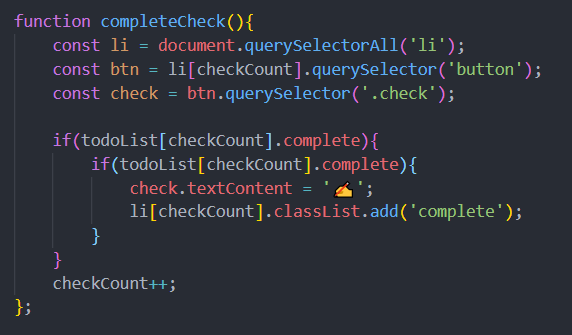 function completeCheck(){
    const li = document.querySelectorAll('li');
    const btn = li[checkCount].querySelector('button');
    const check = btn.querySelector('.check');

    if(todoList[checkCount].complete){
        if(todoList[checkCount].complete){
            check.textContent = '✍';
            li[checkCount].classList.add('complete');
        }
    }
    checkCount++;
};